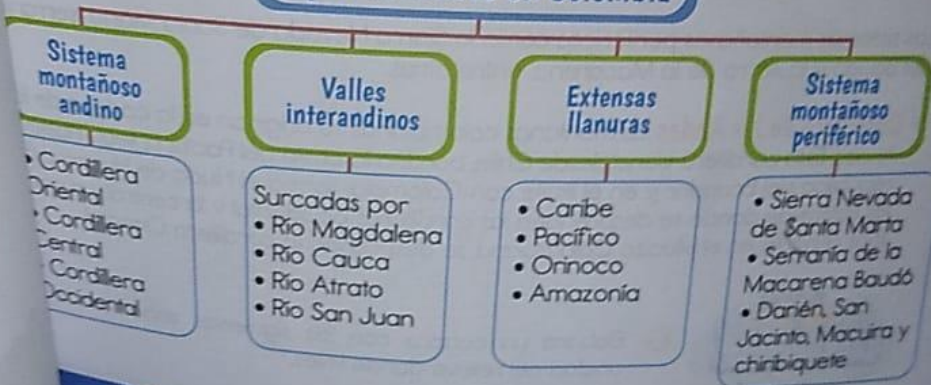 Colombia
Sistema
montañoso
andino
Valles
interandinos
Extensas
llanuras
Sistema
montañoso
periférico
• Cordillera
Oriental
• Cordillera
Central
Cordillera
Occidental
Surcadas por
• Río Magdalena
• Río Cauca
• Río Atrato
• Río San Juan
• Caribe
• Pacífico
• Orinoco
• Amazonía
• Sierra Nevada
de Santa Marta
• Serranía de la
Macarena Baudó
• Darién, San
Jacinto, Macuira y
chiribiquete